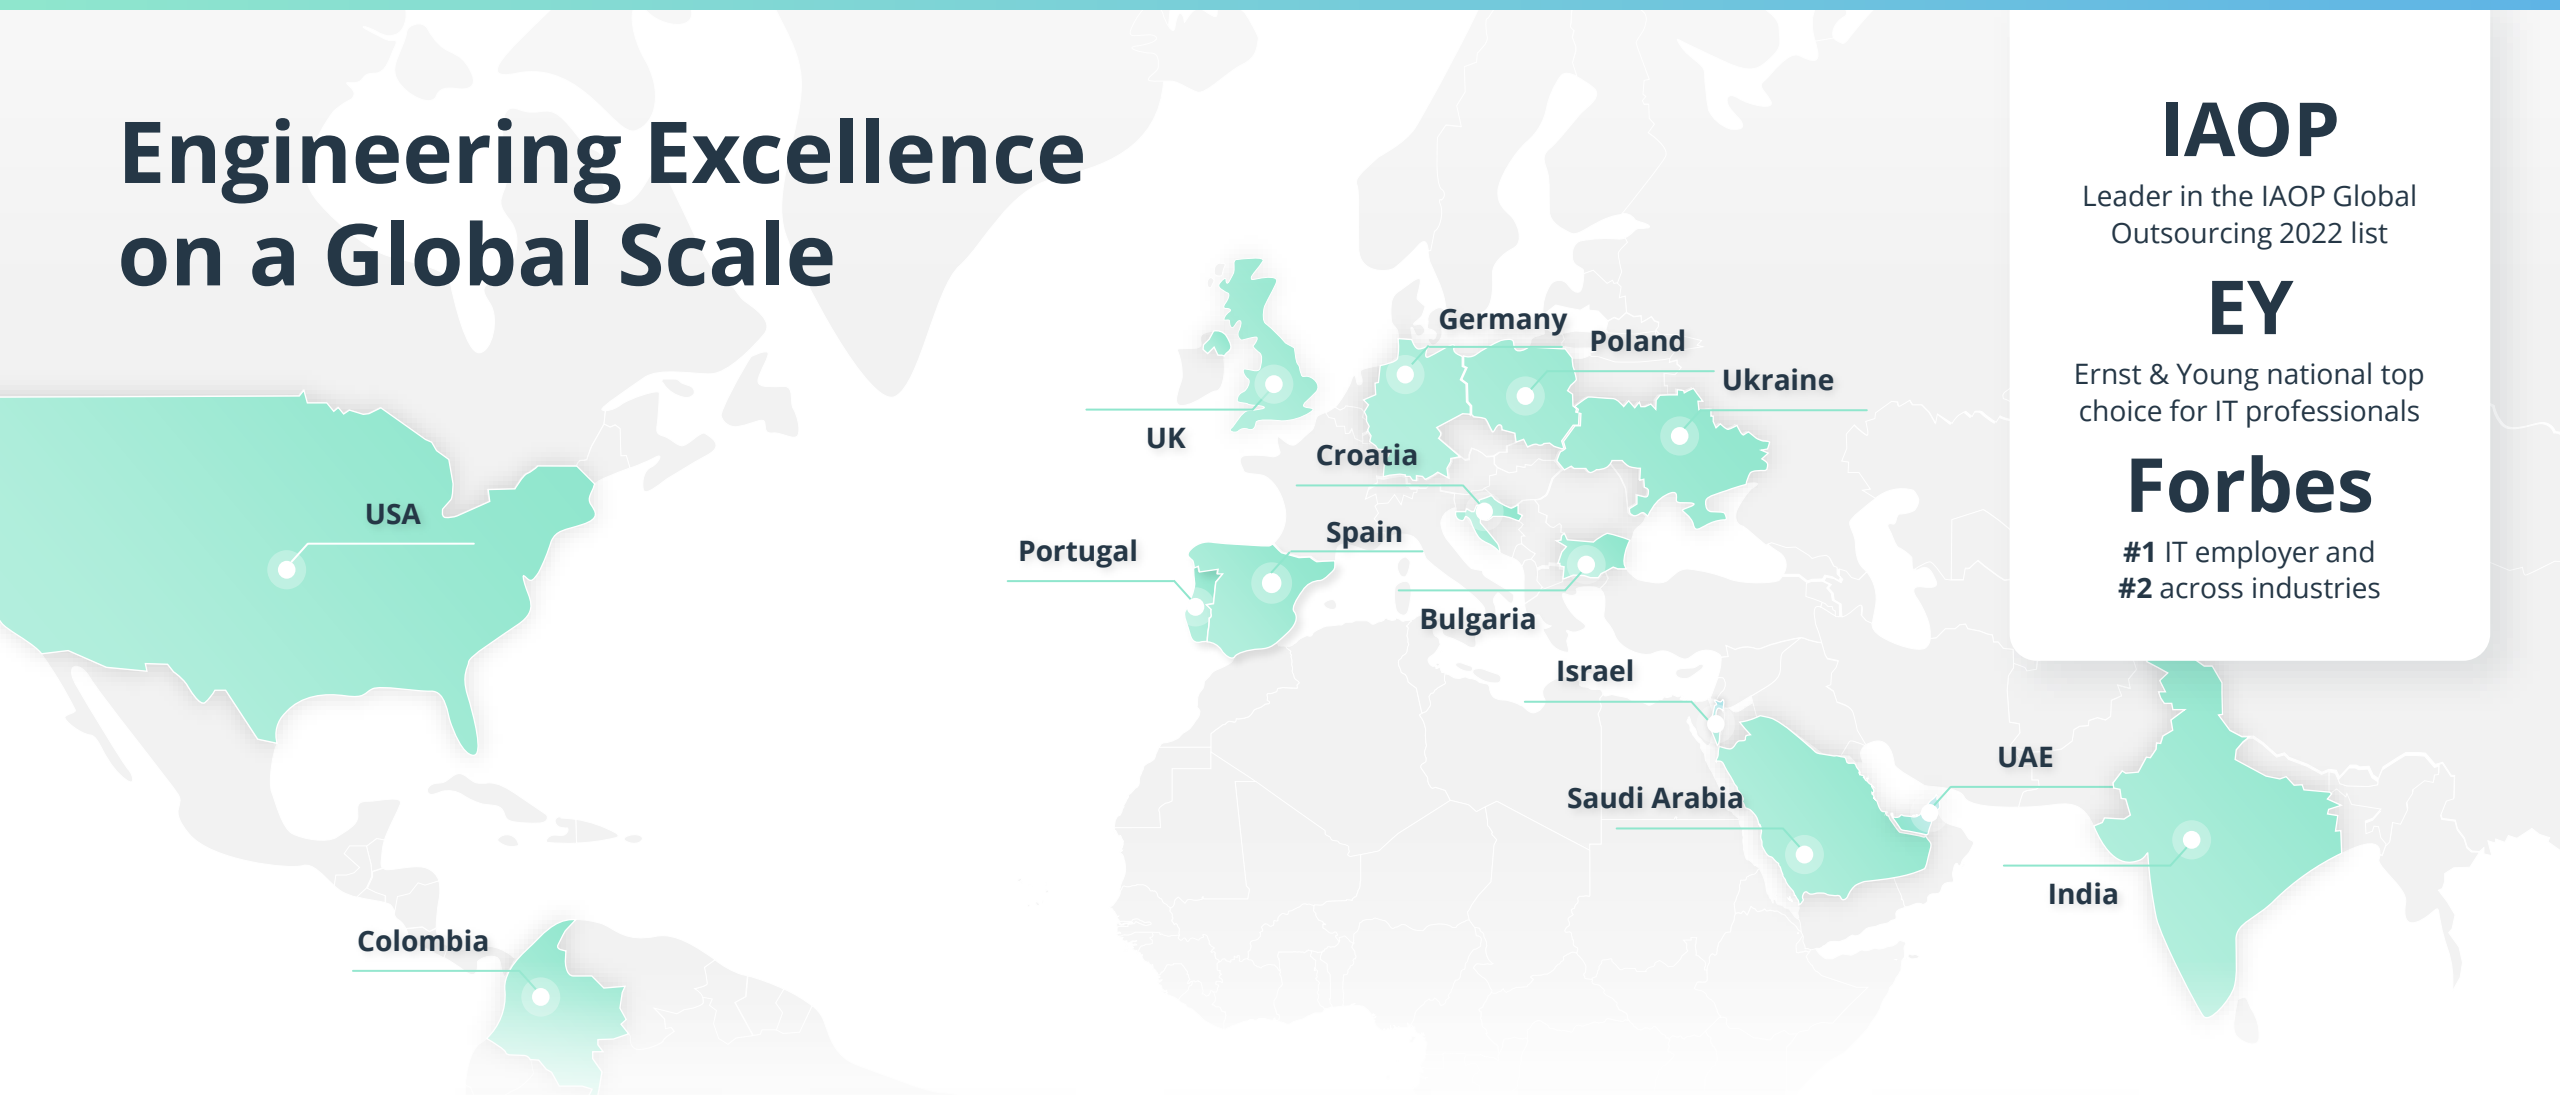 Engineering Excellence
on a Global Scale
IAOP
Leader in the IAOP Global
Outsourcing 2022 list
EY
Ernst & Young national top
choice for IT professionals
Forbes
#1 IT employer and
#2 across industries
Germany
Poland
Ukraine
UK
Croatia
USA
Spain
Portugal
Bulgaria
Israel
UAE
Saudi Arabia
India
Colombia